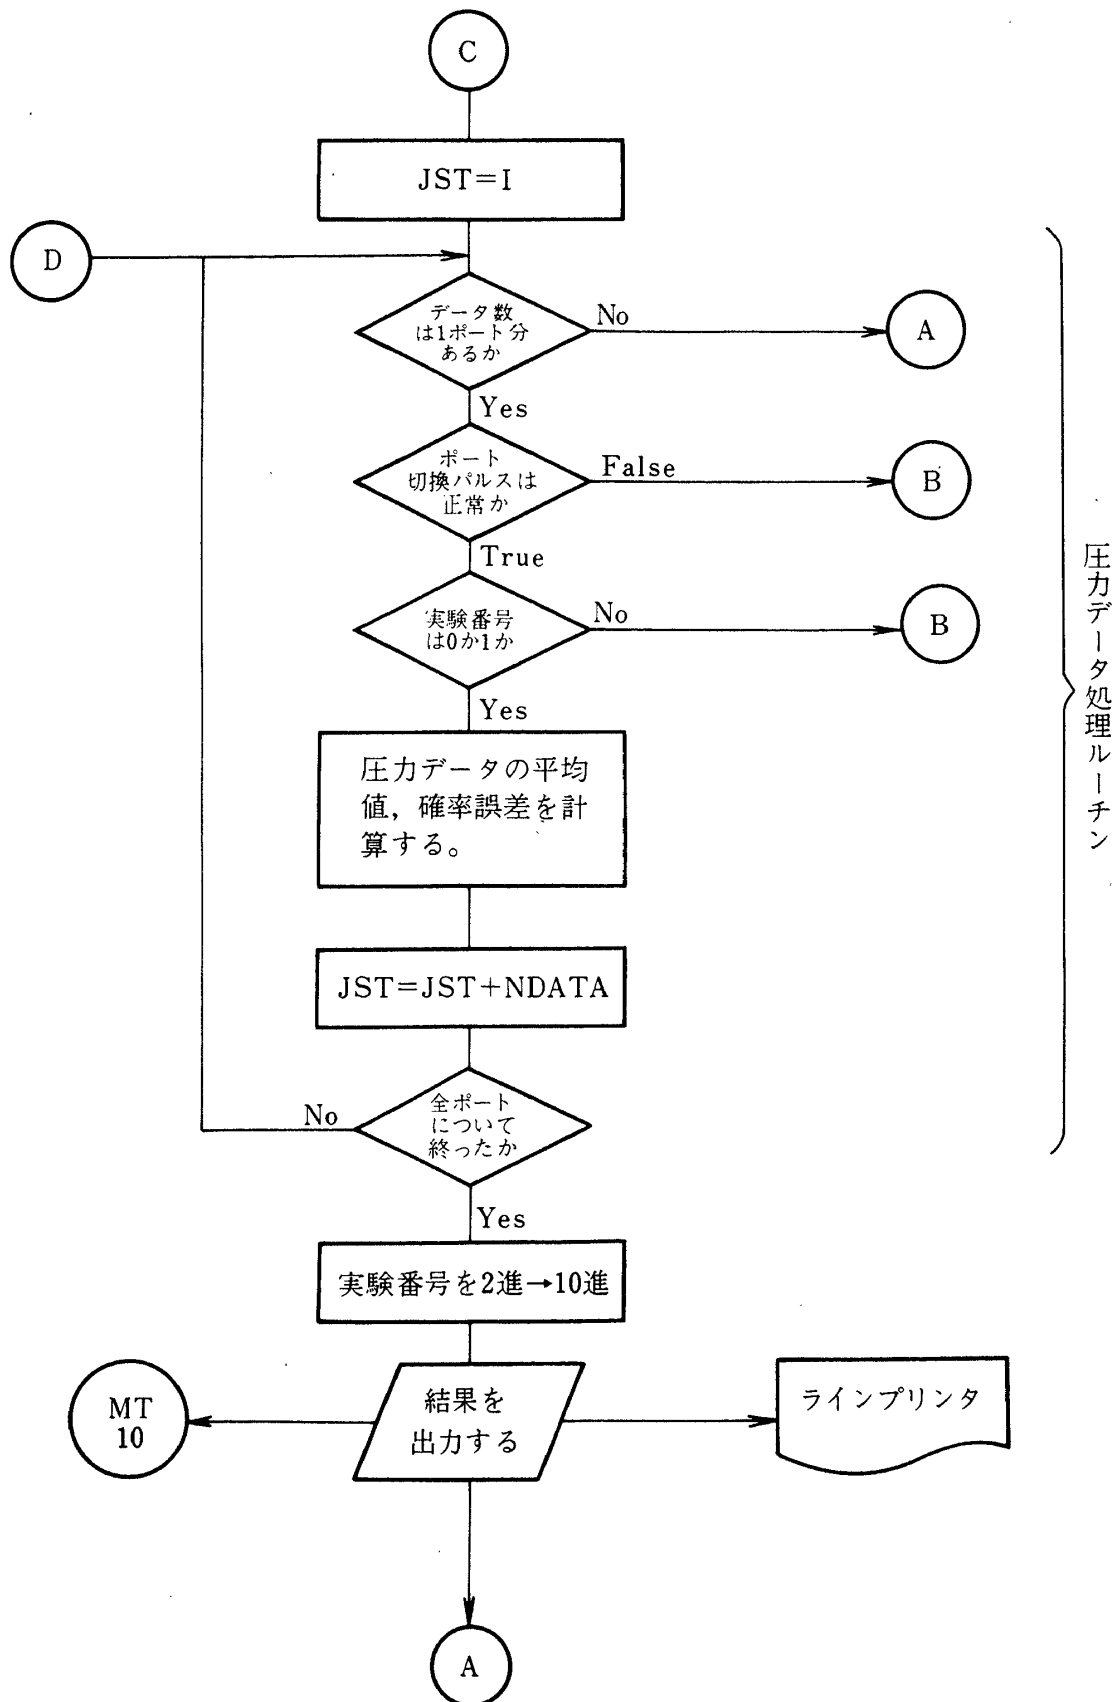 C
JST=I
D
データ数
は1ポート分
あるか
No
A
Yes
ポート
切換パルスは
正常か
False
B
True
実験番号
は0か1か
No
B
Yes
圧力データの平均
値，確率誤差を計
算する。
JST=JST+NDATA
全ポート
について
終ったか
No
Yes
圧力データ処理ルーチン
実験番号を2進→10進
結果を
出力する
MT
10
ラインプリンタ
A